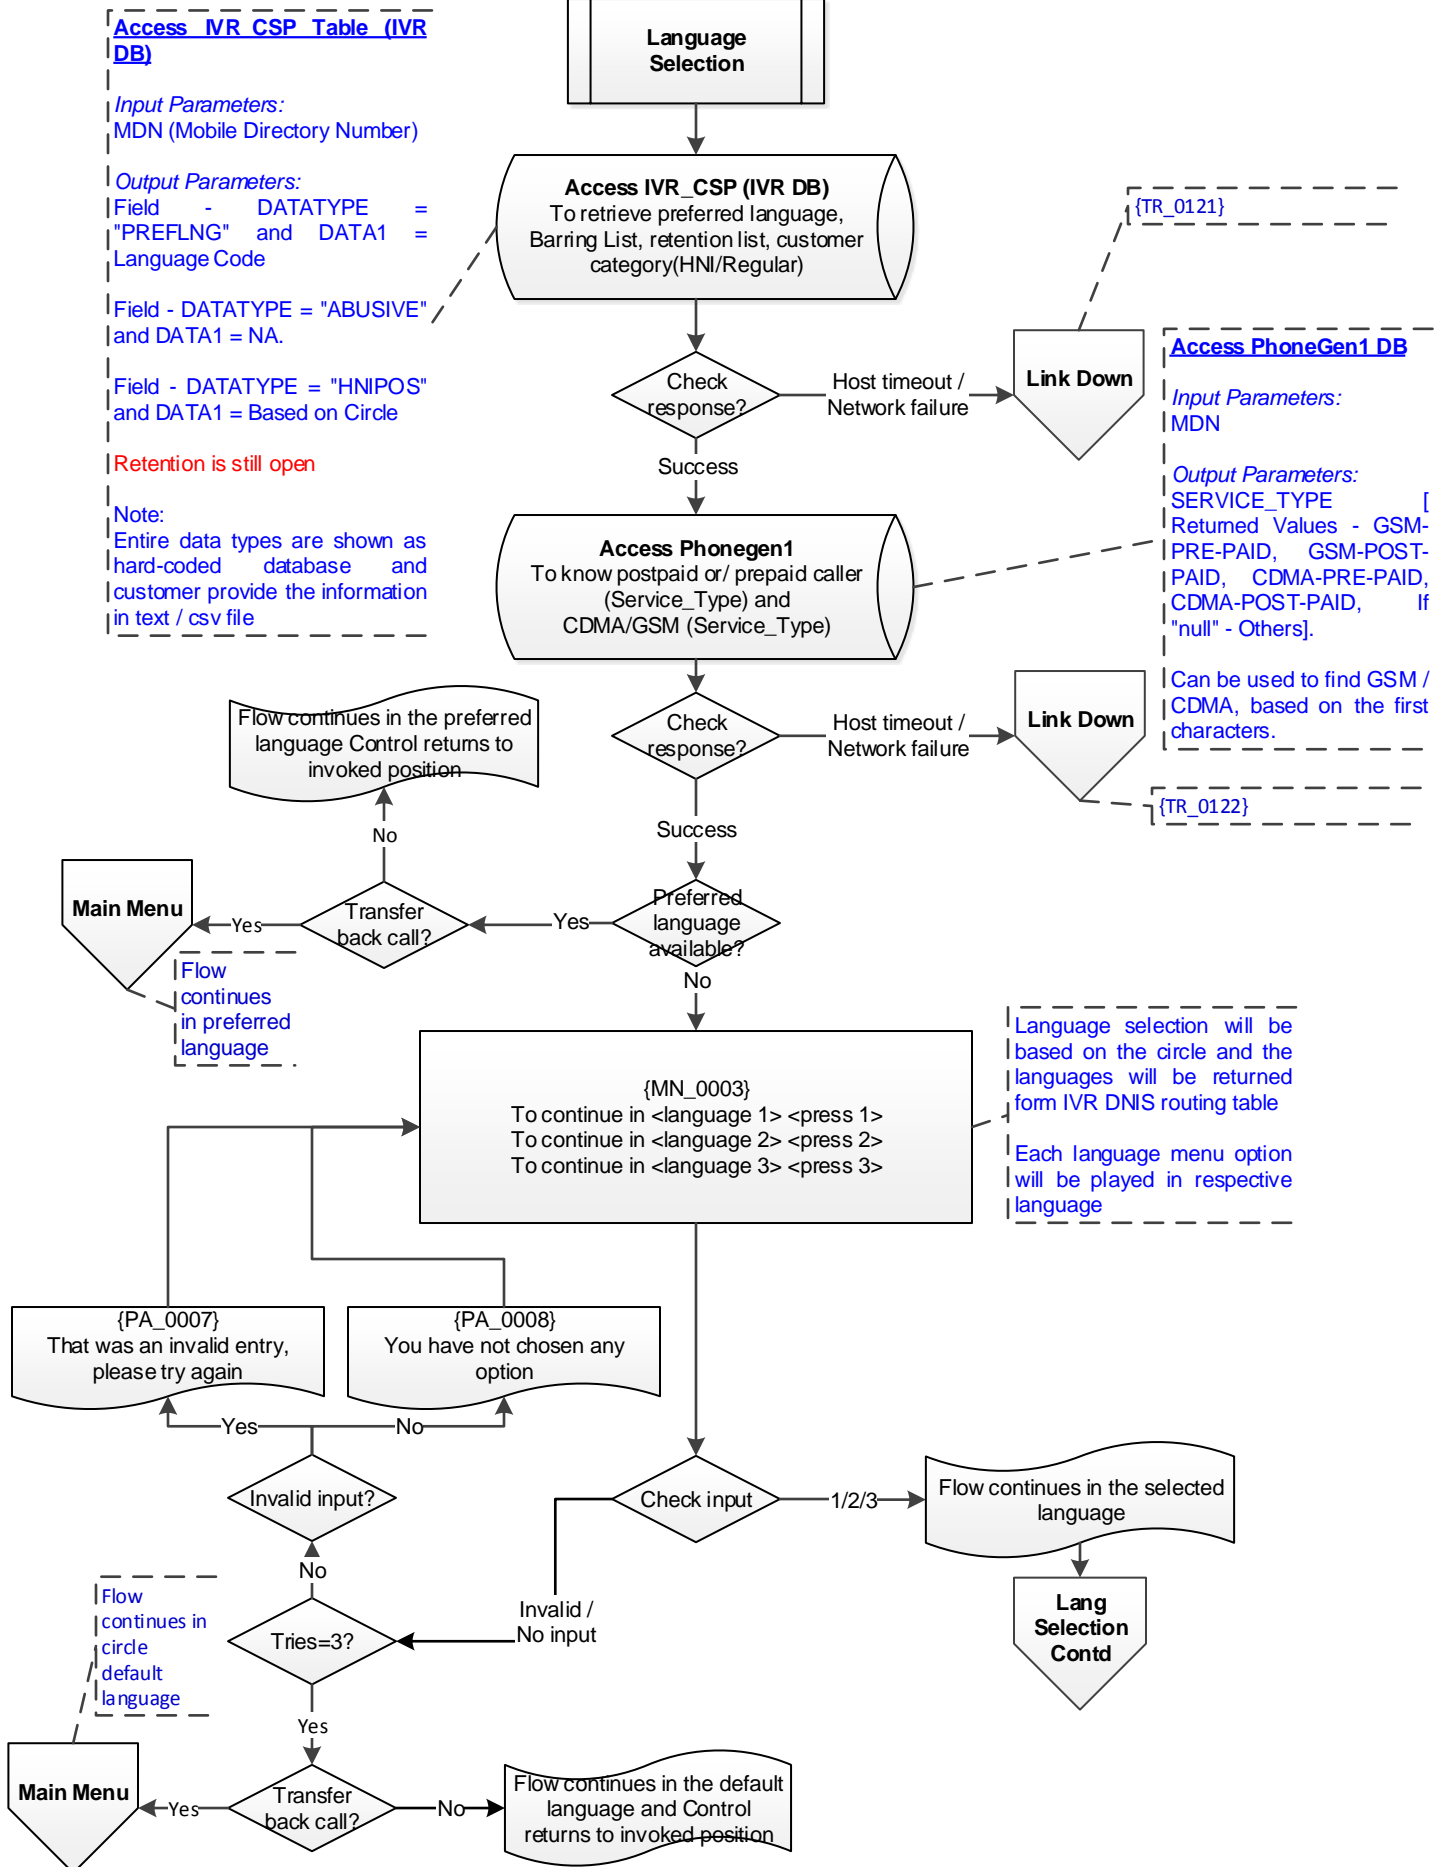 Access IVR_CSP Table (IVR
DB)
Input Parameters:
MDN (Mobile Directory Number)
Output Parameters:
Field - DATATYPE =
"PREFLNG" and DATA1 =
Language Code
Field - DATATYPE = "ABUSIVE"
and DATA1 = NA.
Field - DATATYPE = "HNIPOS"
and DATA1 = Based on Circle
Retention is still open
Note:
Entire data types are shown as
hard-coded database and
customer provide the information
in text / csv file
Language
Selection
Access IVR_CSP (IVR DB)
To retrieve preferred language,
Barring List, retention list, customer
category(HNI/Regular)
{TR_0121}
Check
response?
Host timeout /
Network failure
Link Down
Success
Access PhoneGen1 DB
Input Parameters:
MDN
Output Parameters:
SERVICE_TYPE [
Returned Values - GSM-
PRE-PAID, GSM-POST-
PAID, CDMA-PRE-PAID,
CDMA-POST-PAID, If
"null" - Others].
Can be used to find GSM /
CDMA, based on the first
characters.
Access Phonegen1
To know postpaid or/ prepaid caller
(Service_Type) and
CDMA/GSM (Service_Type)
Check
response?
Host timeout /
Network failure
Link Down
{TR_0122}
Success
Flow continues in the preferred
language Control returns to
invoked position
No
Preferred
language
available?
Yes
Transfer
back call?
Yes
Main Menu
Flow
continues
in preferred
language
No
{MN_0003}
To continue in <language 1> <press 1>
To continue in <language 2> <press 2>
To continue in <language 3> <press 3>
Language selection will be
based on the circle and the
languages will be returned
form IVR DNIS routing table
Each language menu option
will be played in respective
language
{PA_0007}
That was an invalid entry,
please try again
{PA_0008}
You have not chosen any
option
Yes
No
Invalid input?
Check input
1/2/3
Flow continues in the selected
language
Lang
Selection
Contd
No
Invalid /
No input
Tries=3?
Flow
continues in
circle
default
language
Yes
Main Menu
Yes
Transfer
back call?
No
Flow continues in the default
language and Control
returns to invoked position